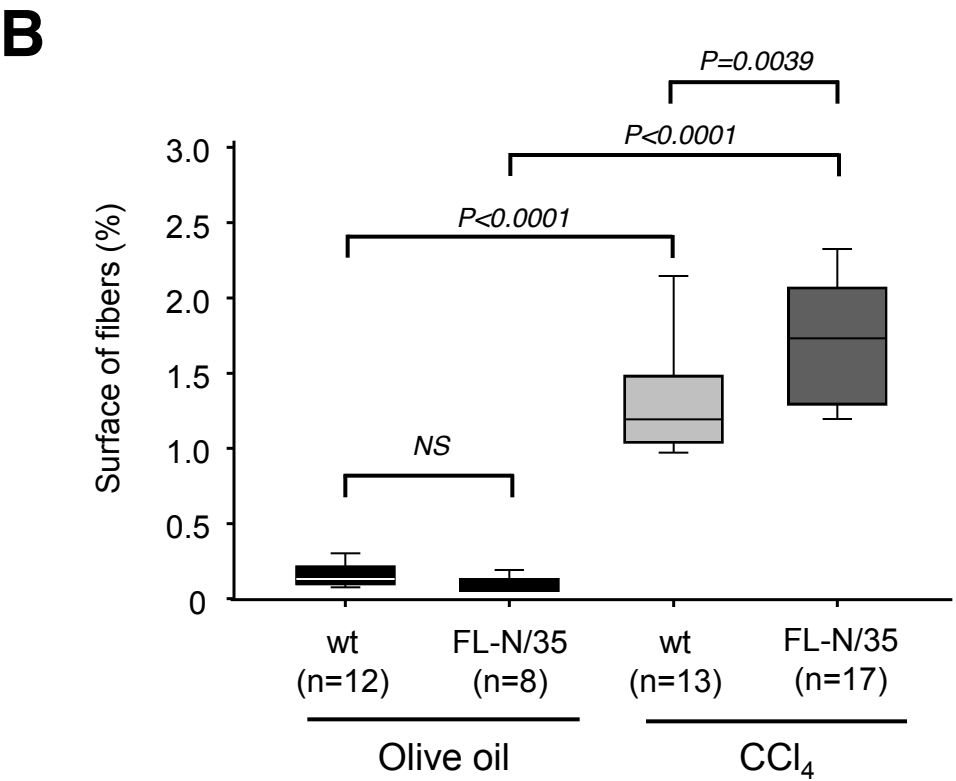 B
P=0.0039
P<0.0001
P<0.0001
NS
Surface of fibers (%)
3.0
2.5
2.0
1.5
1.0
0.5
0
wt FL-N/35 wt FL-N/35
(n=12) (n=8) (n=13) (n=17)
Olive oil CCl₄